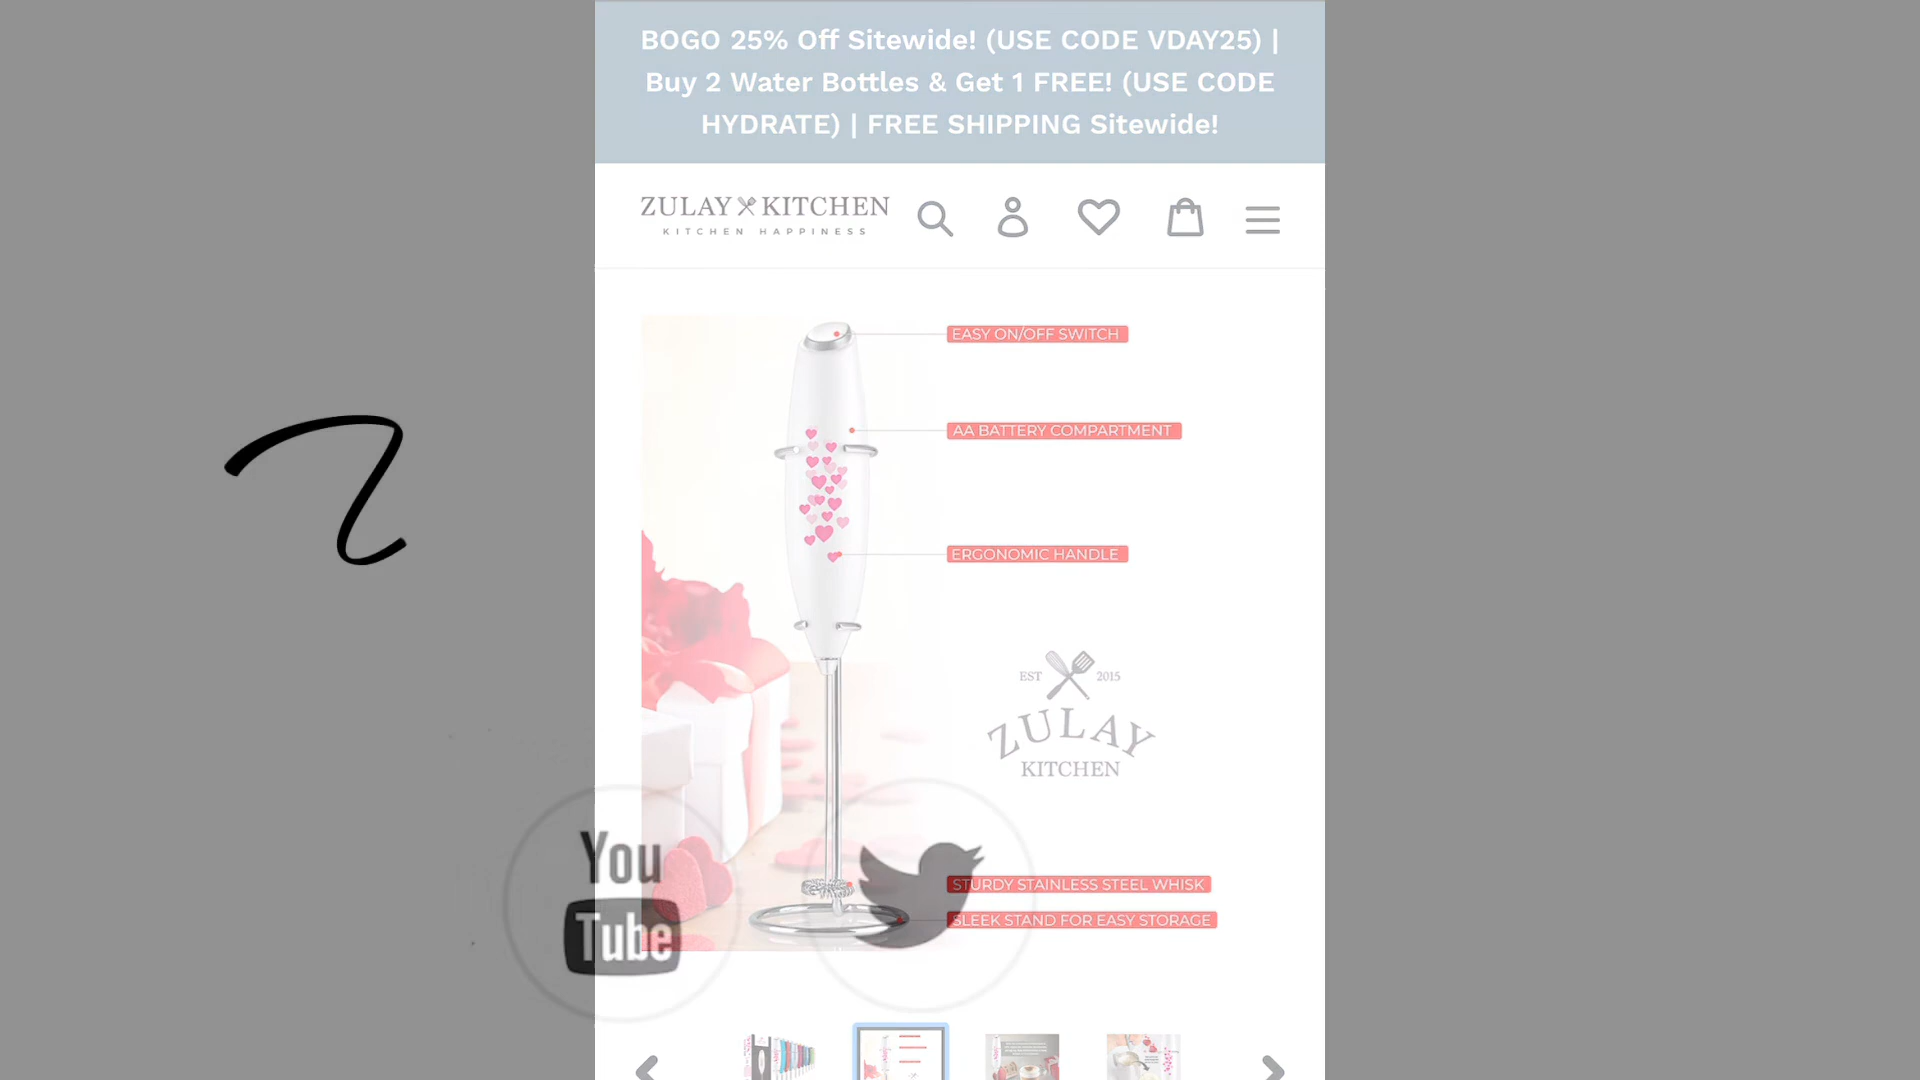 BOGO 25% Off Sitewide! (USE CODE VDAY25) |
Buy 2 Water Bottles & Get 1 FREE! (USE CODE
HYDRATE) | FREE SHIPPING Sitewide!
ZULAY KITCHEN
KITCHEN HAPPINESS
EASY ON/OFF SWITCH
AA BATTERY COMPARTMENT
ERGONOMIC HANDLE
EST 2015
ZULAY
KITCHEN
STURDY STAINLESS STEEL WHISK
SLEEK STAND FOR EASY STORAGE
You
Tube